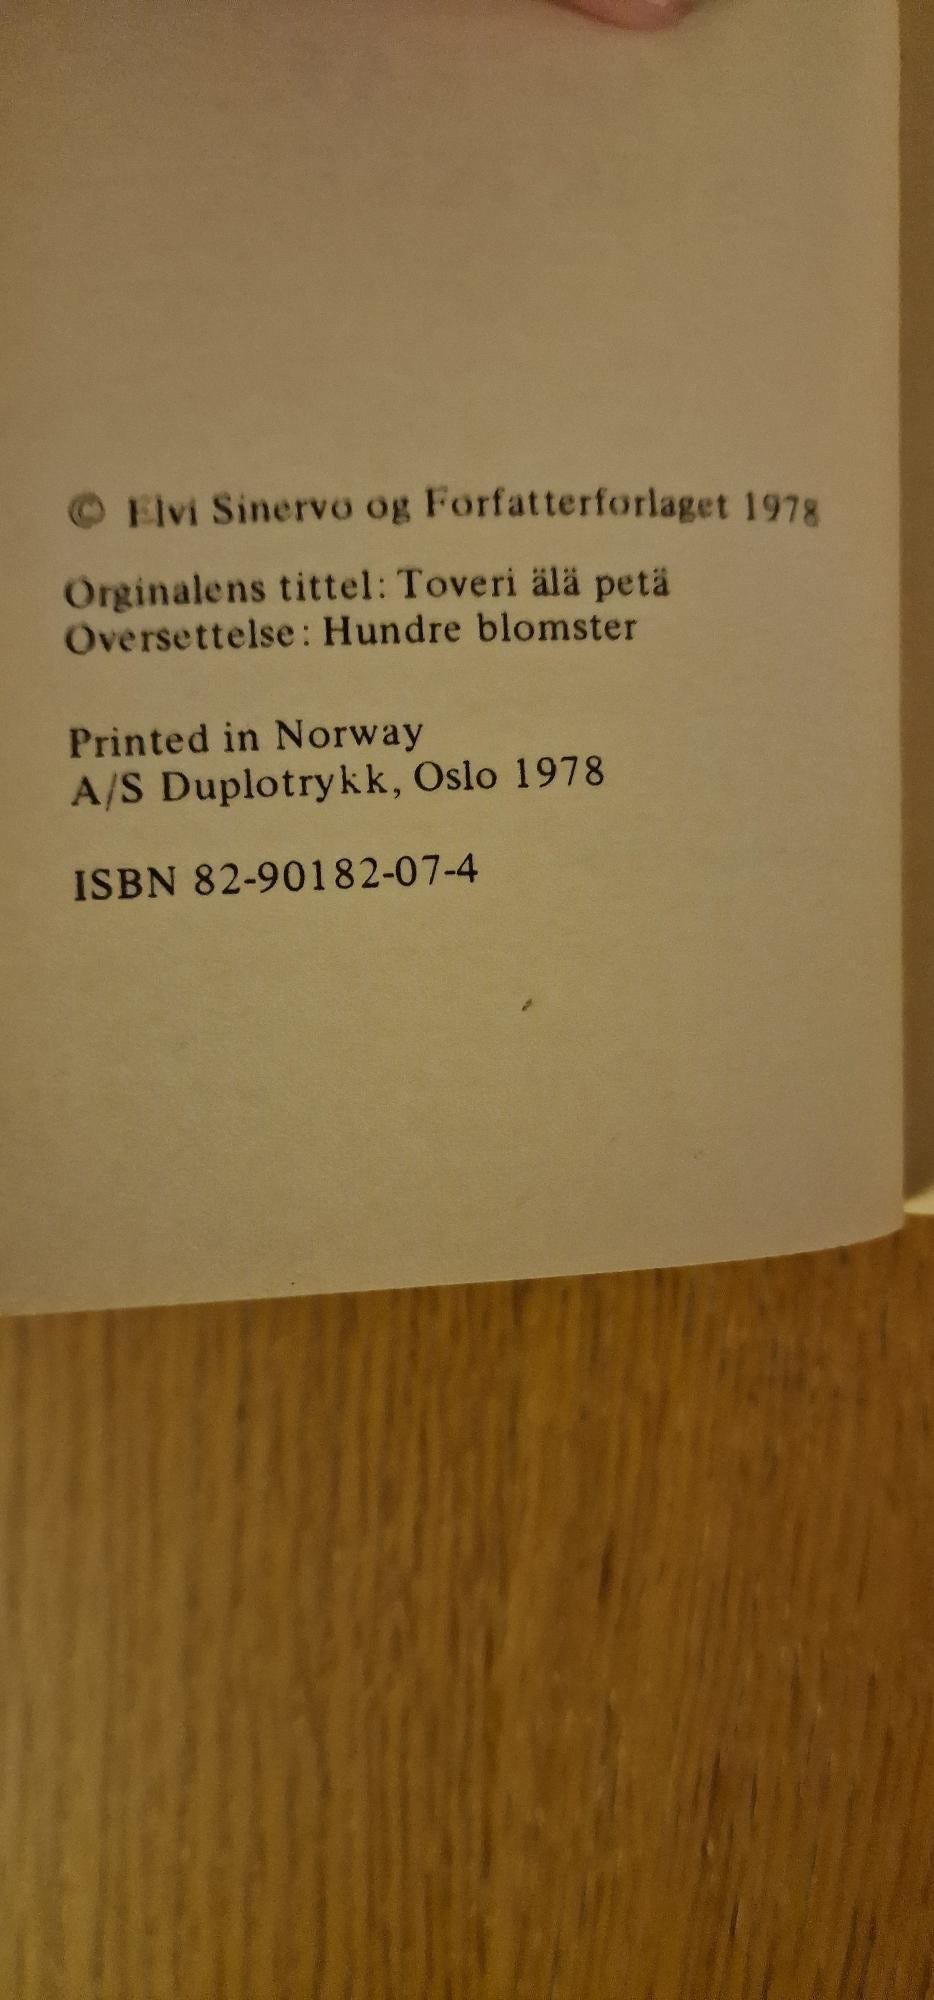 © Elvi Sinervo og Forfatterforlaget 1978
Orginalens tittel: Toveri älä petä
Oversettelse: Hundre blomster
Printed in Norway
A/S Duplotrykk, Oslo 1978
ISBN 82-90182-07-4